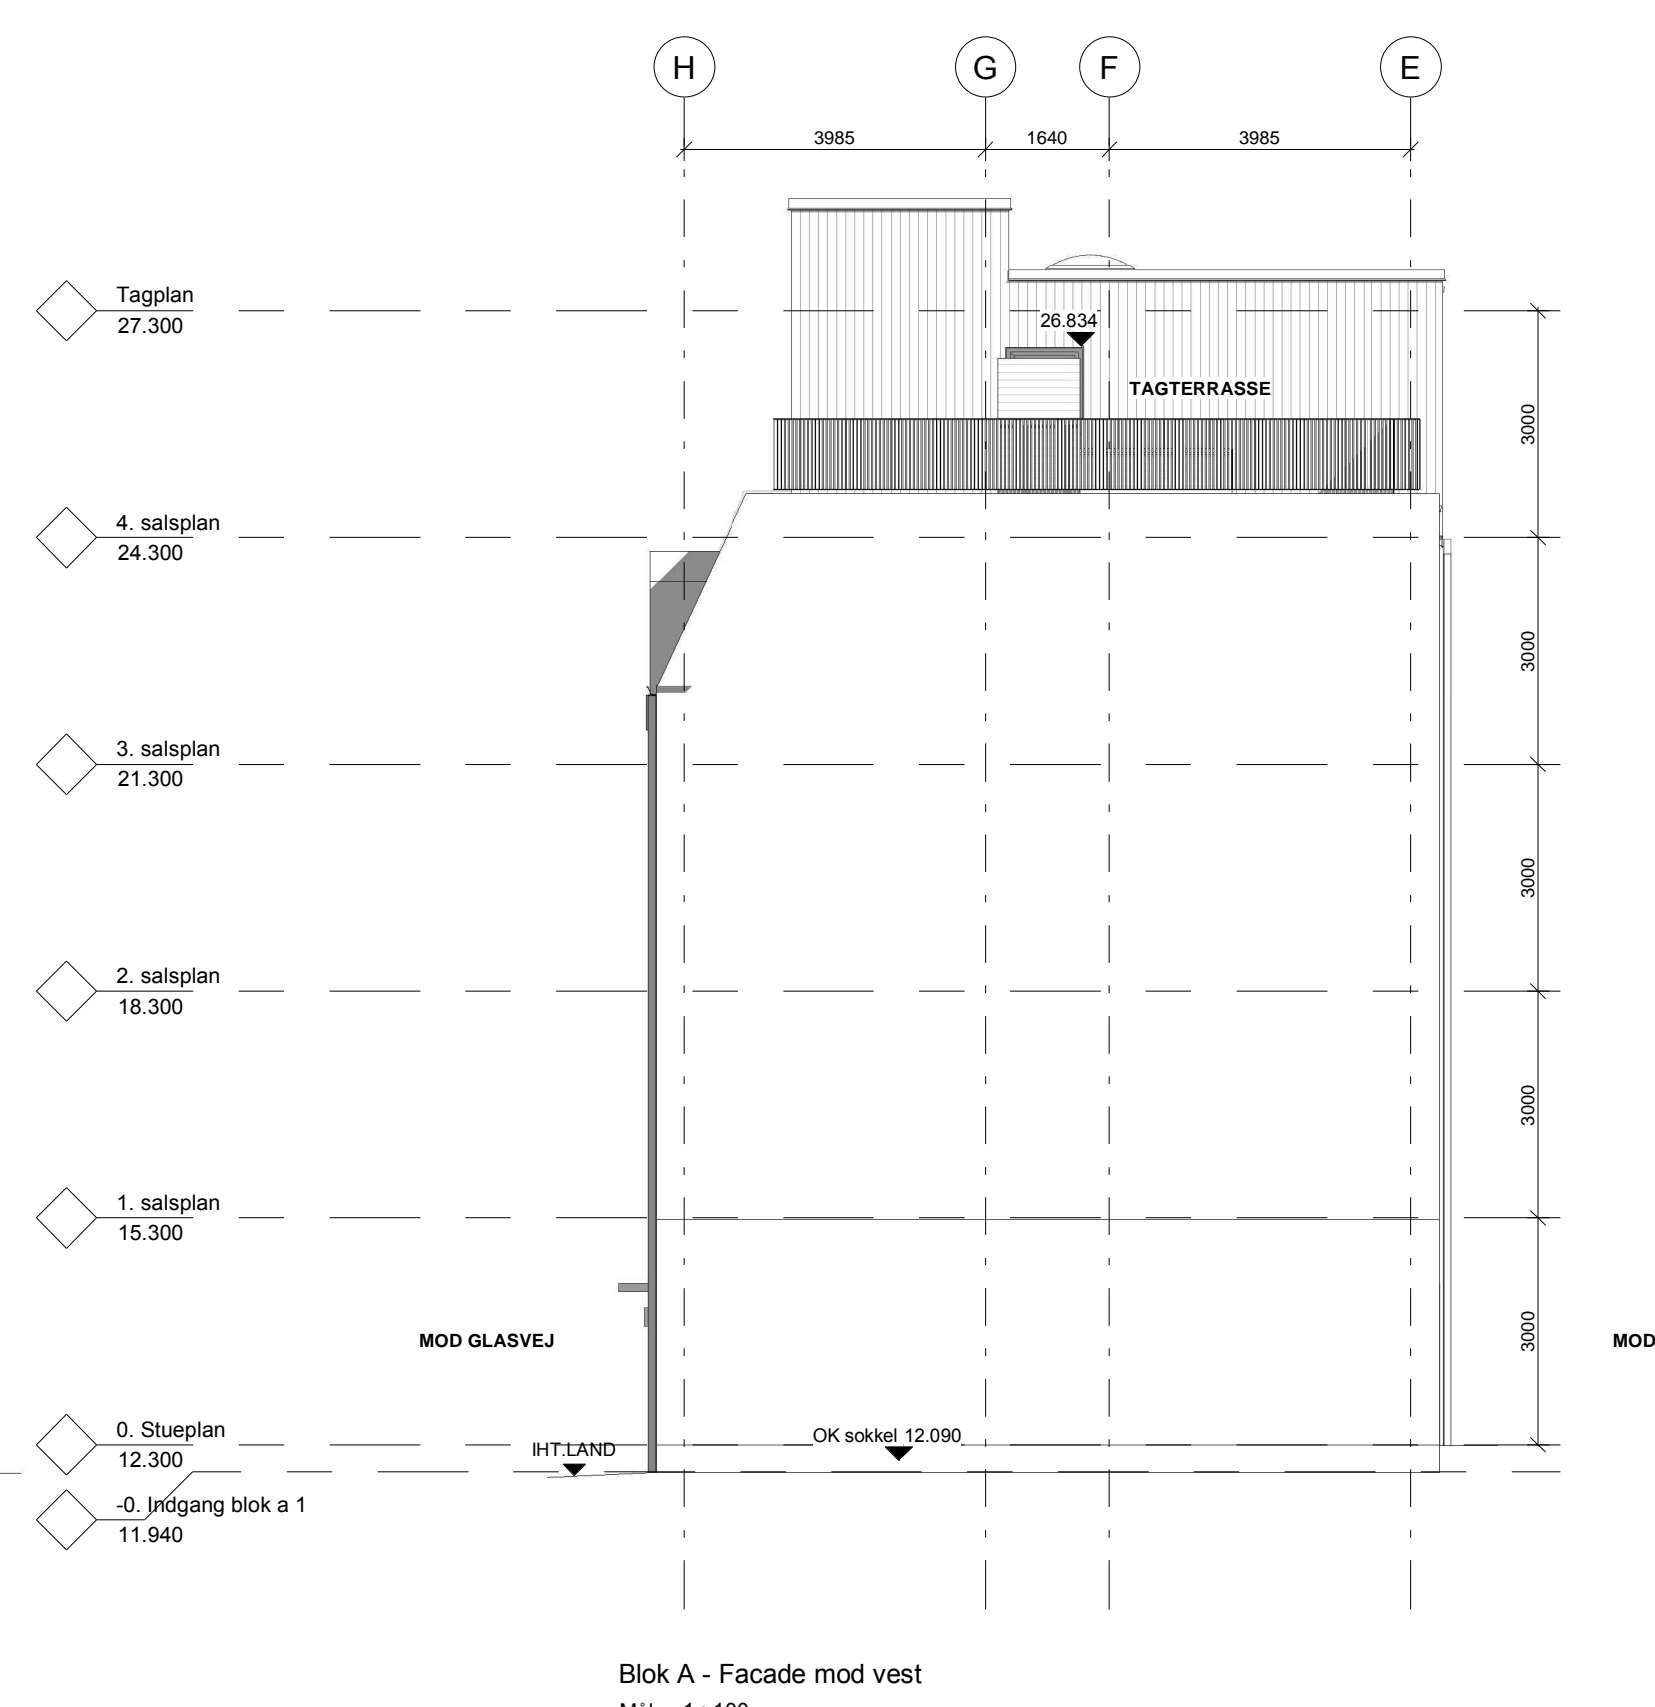 H G F E
3985 1640 3985
Tagplan
27.300
26.834
TAGTERRASSE
3000
4. salsplan
24.300
3000
3. salsplan
21.300
3000
2. salsplan
18.300
3000
1. salsplan
15.300
3000
MOD GLASVEJ
MOD
0. Stueplan
12.300
IHT.LAND
OK sokkel 12.090
-0. Indgang blok a 1
11.940
Blok A - Facade mod vest